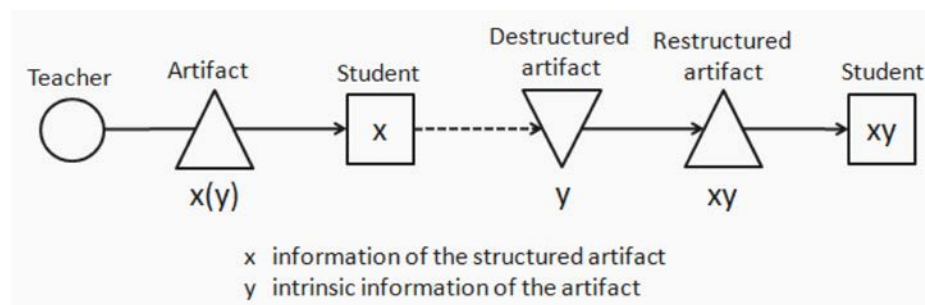 Teacher
Artifact
Student
Destructured
artifact
Restructured
artifact
Student
x
xy
x(y)
y
xy
x information of the structured artifact
y intrinsic information of the artifact